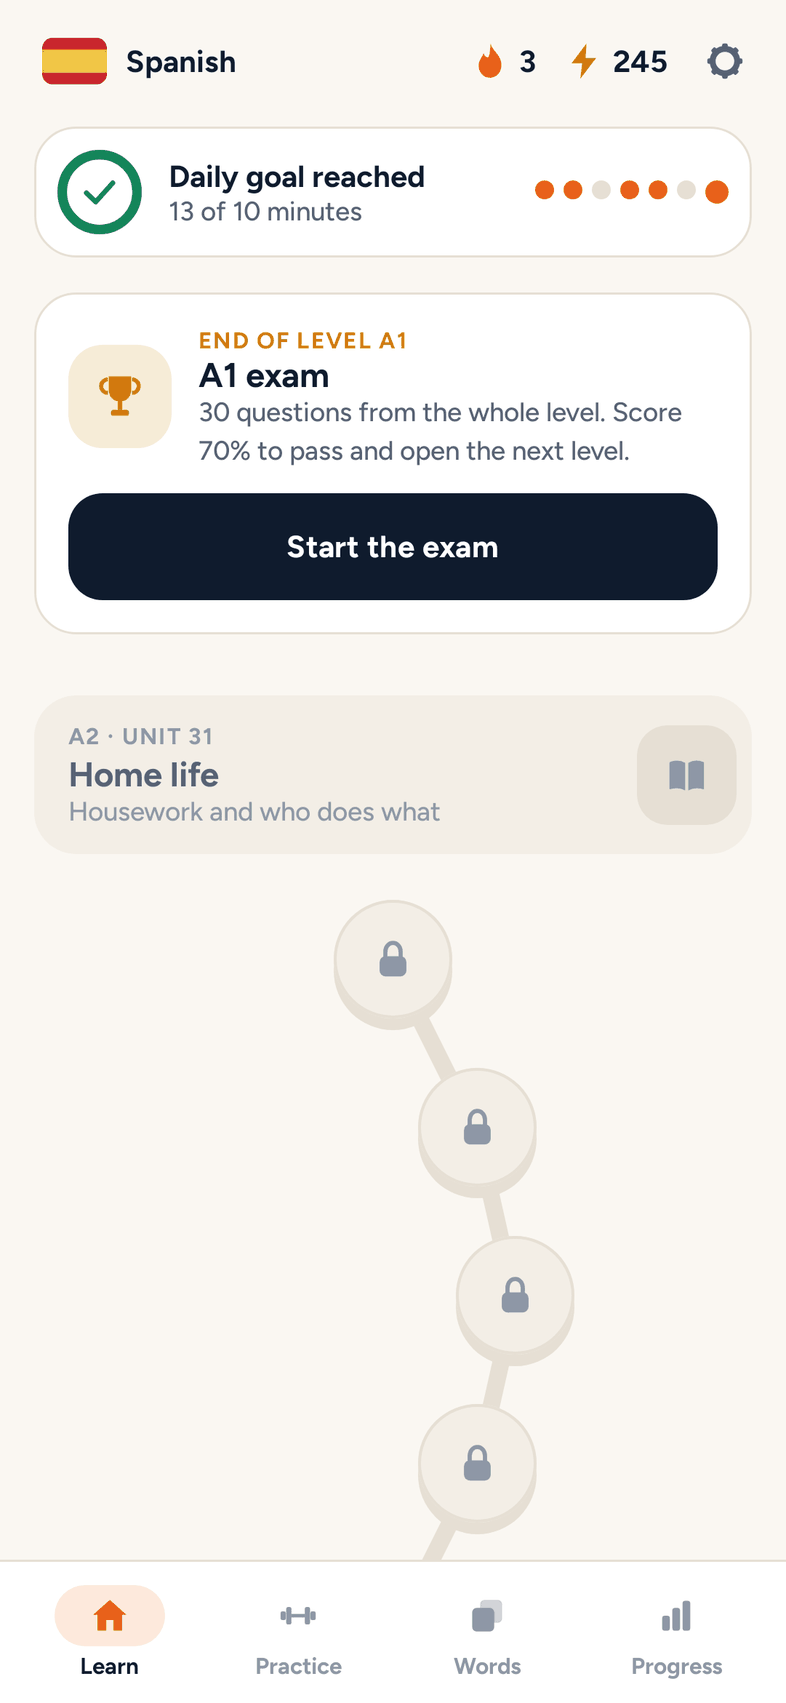 Spanish
3
245
Daily goal reached
13 of 10 minutes
END OF LEVEL A1
A1 exam
30 questions from the whole level. Score
70% to pass and open the next level.
Start the exam
A2 · UNIT 31
Home life
Housework and who does what
Learn
Practice
Words
Progress